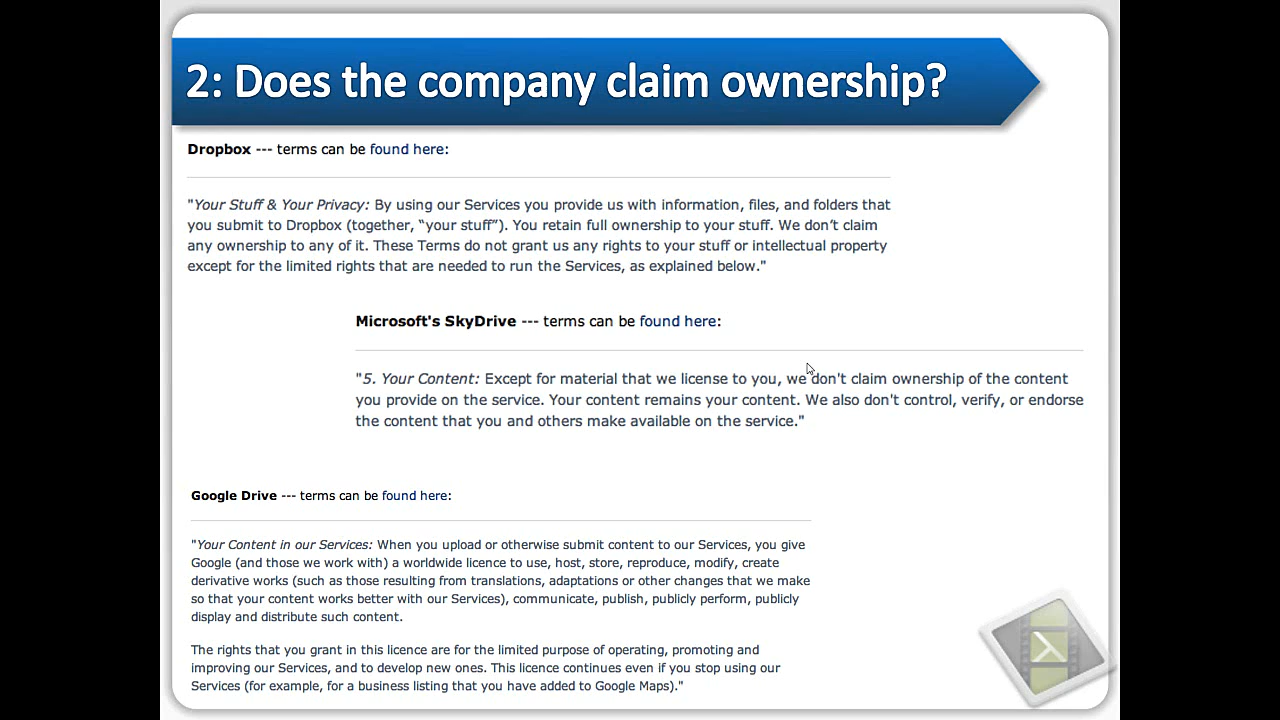 2: Does the company claim ownership?
Dropbox --- terms can be found here:
"Your Stuff & Your Privacy: By using our Services you provide us with information, files, and folders that
you submit to Dropbox (together, “your stuff”). You retain full ownership to your stuff. We don’t claim
any ownership to any of it. These Terms do not grant us any rights to your stuff or intellectual property
except for the limited rights that are needed to run the Services, as explained below."
Microsoft's SkyDrive --- terms can be found here:
"5. Your Content: Except for material that we license to you, we don't claim ownership of the content
you provide on the service. Your content remains your content. We also don't control, verify, or endorse
the content that you and others make available on the service."
Google Drive --- terms can be found here:
"Your Content in our Services: When you upload or otherwise submit content to our Services, you give
Google (and those we work with) a worldwide licence to use, host, store, reproduce, modify, create
derivative works (such as those resulting from translations, adaptations or other changes that we make
so that your content works better with our Services), communicate, publish, publicly perform, publicly
display and distribute such content.
The rights that you grant in this licence are for the limited purpose of operating, promoting and
improving our Services, and to develop new ones. This licence continues even if you stop using our
Services (for example, for a business listing that you have added to Google Maps)."